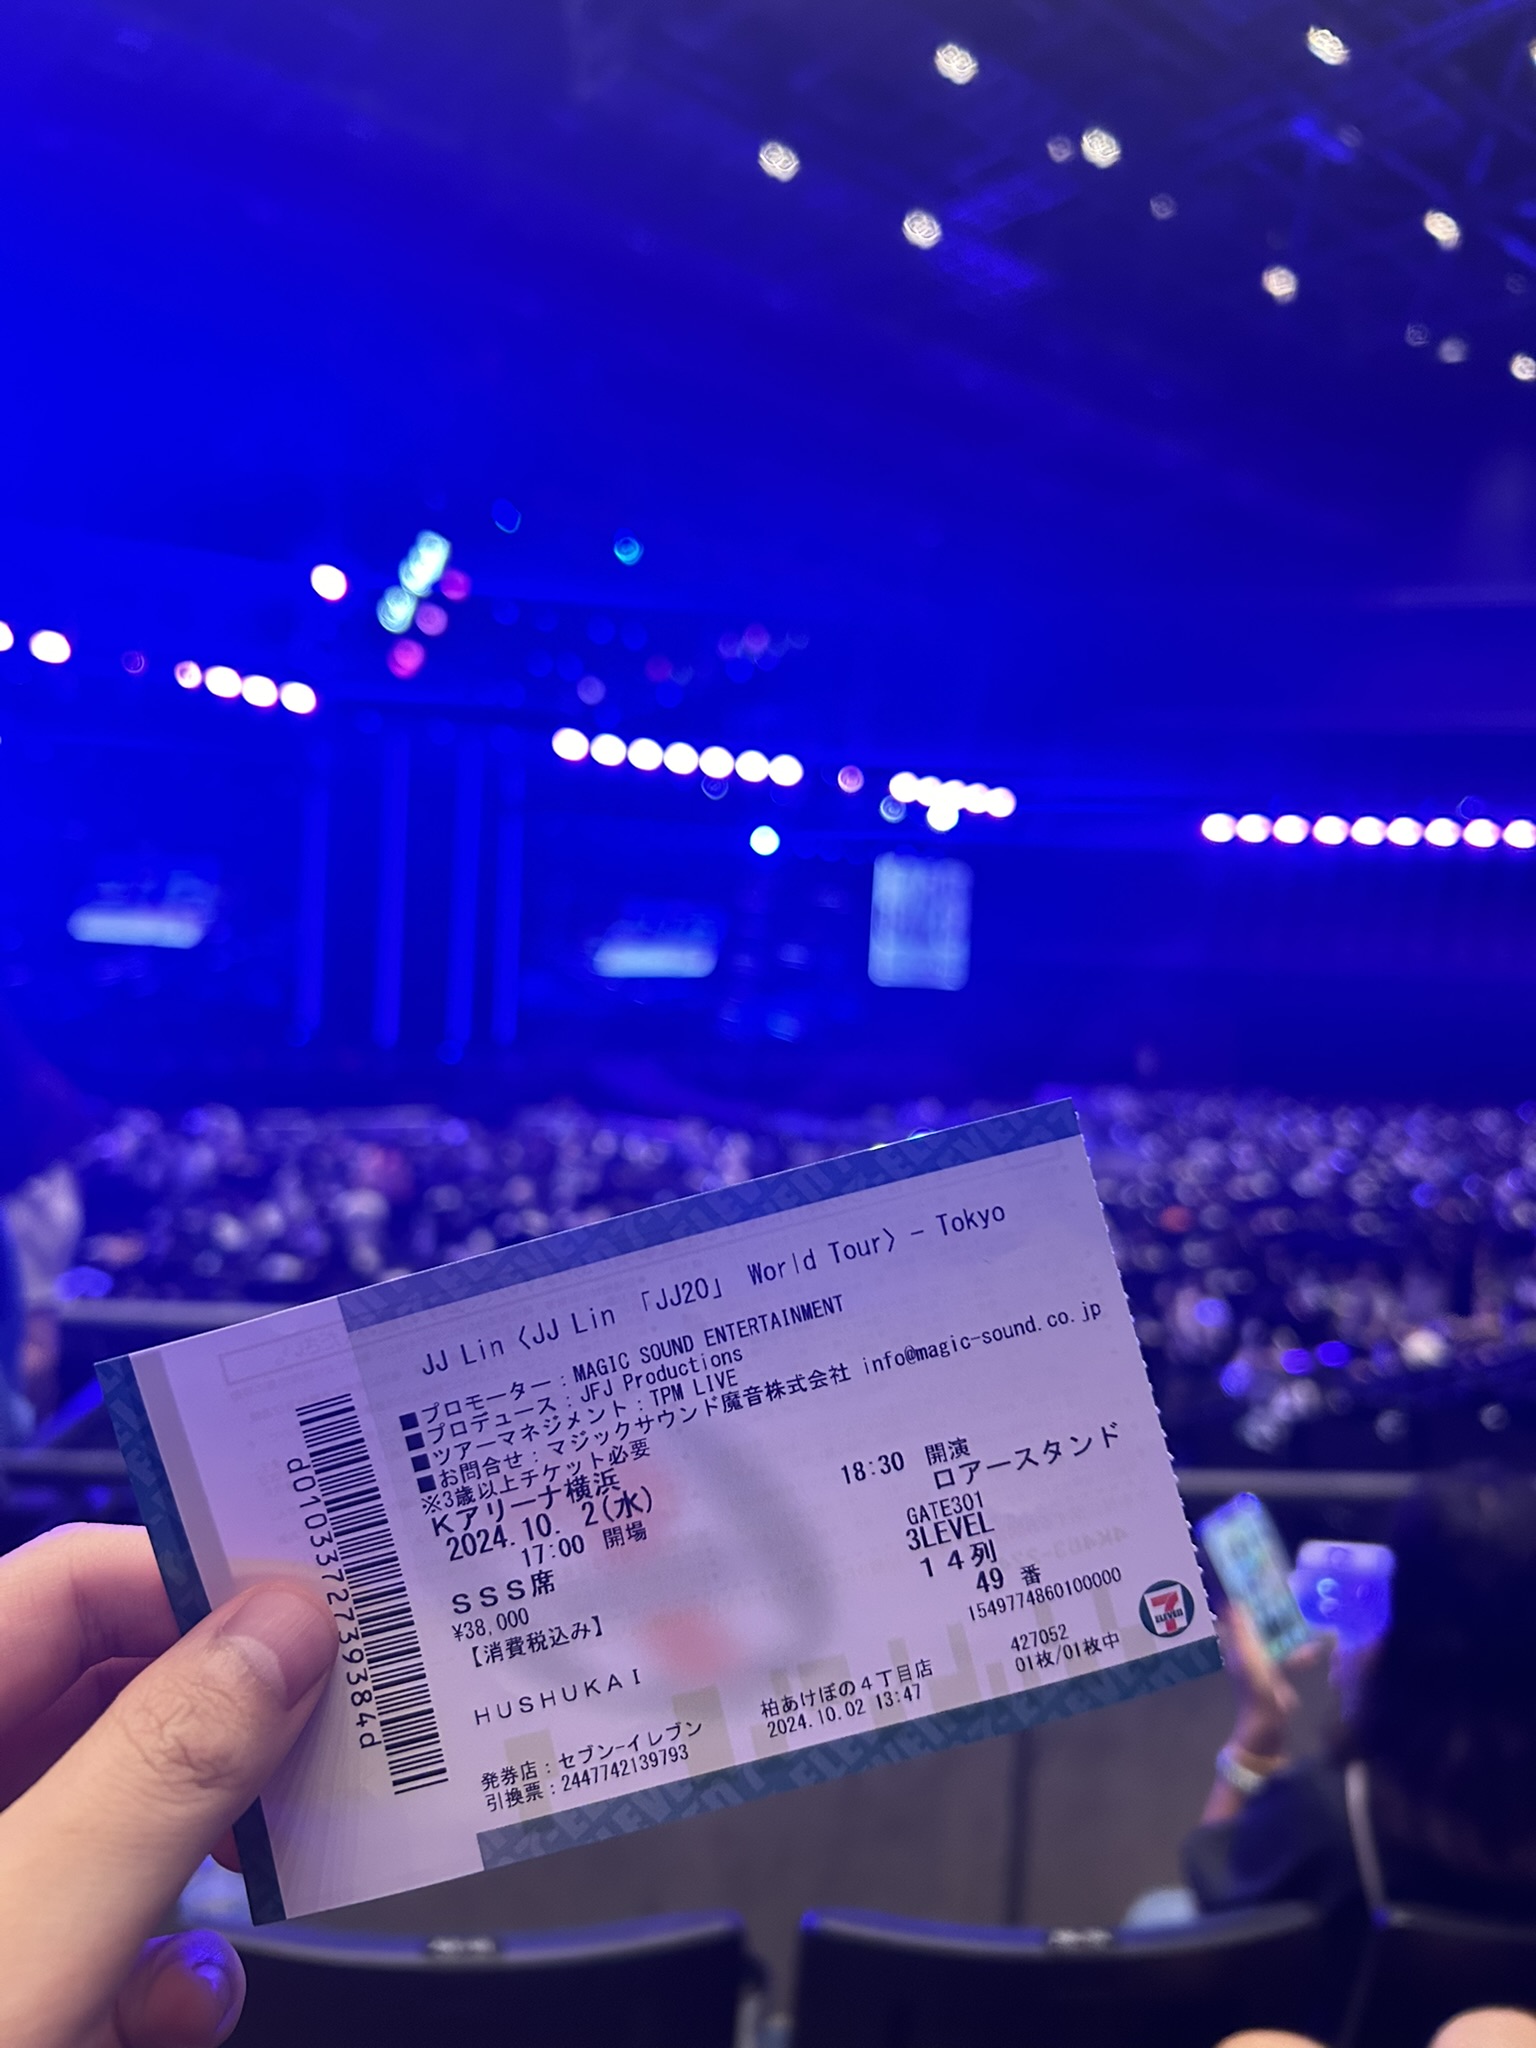 JJ Lin〈JJ Lin 「JJ20」 World Tour〉− Tokyo
■プロモーター：MAGIC SOUND ENTERTAINMENT
■プロデュース：JFJ Productions
■ツアーマネジメント：TPM LIVE
■お問合せ：マジックサウンド魔音株式会社 info@magic-sound.co.jp
※3歳以上チケット必要
Kアリーナ横浜
2024.10. 2(水)
17:00 開場
18:30 開演
ロアースタンド
GATE301
3LEVEL
１４列
49 番
ＳＳＳ席
¥38,000
【消費税込み】
1549774860100000
427052
01枚/01枚中
ＨＵＳＨＵＫＡＩ
発券店：セブン-イレブン
柏あけぼの４丁目店
引換票：2447742139793
2024.10.02 13:47
d0103372739384d
7 ELEVEN